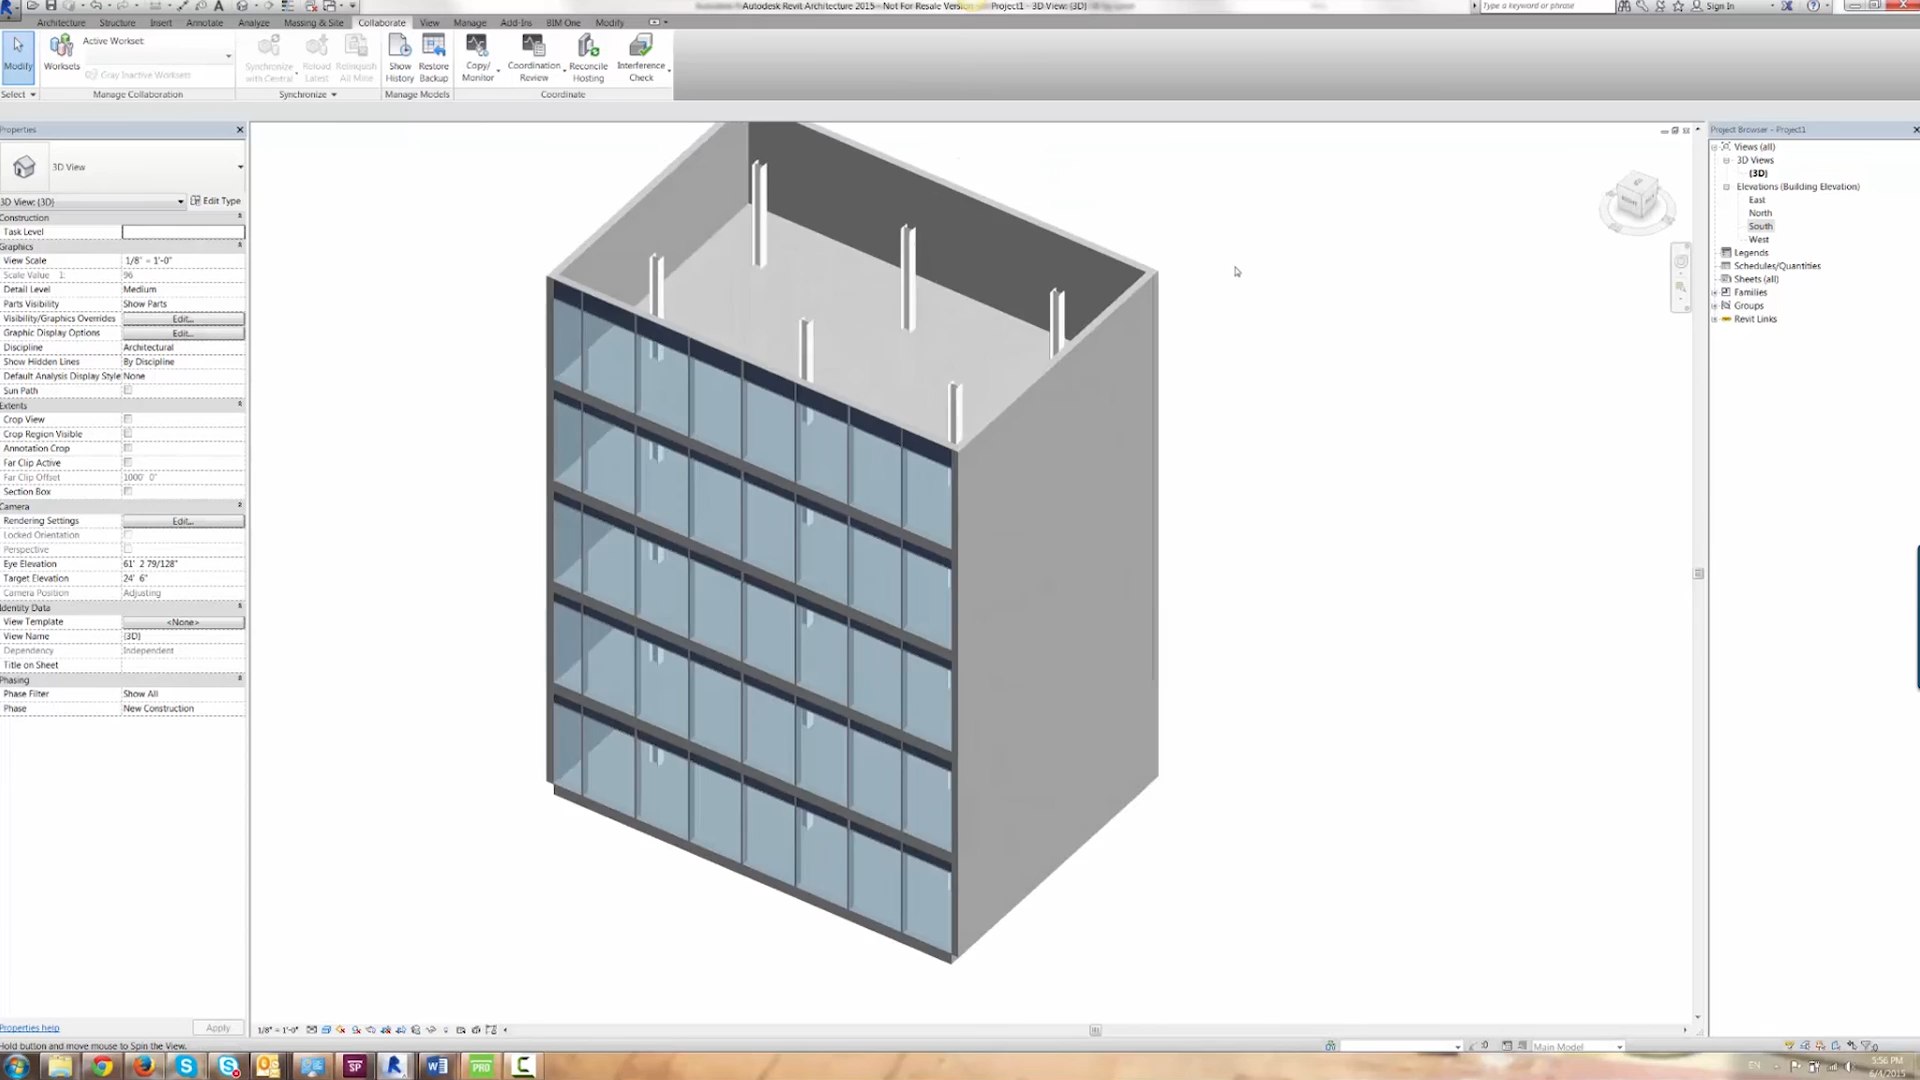 Autodesk Revit Architecture 2015 - Not For Resale Version - Project1 - 3D View: {3D}
Type a keyword or phrase
Sign In
Architecture Structure Insert Annotate Analyze Massing & Site Collaborate View Manage Add-Ins BIM One Modify
Modify
Worksets
Active Workset:
Gray Inactive Worksets
Synchronize with Central
Reload Latest
Relinquish All Mine
Show History
Restore Backup
Copy/ Monitor
Coordination Review
Reconcile Hosting
Interference Check
Select Manage Collaboration Synchronize Manage Models Coordinate
Properties
3D View
3D View: {3D} Edit Type
Construction
Task Level
Graphics
View Scale 1/8" = 1'-0"
Scale Value 1: 96
Detail Level Medium
Parts Visibility Show Parts
Visibility/Graphics Overrides Edit...
Graphic Display Options Edit...
Discipline Architectural
Show Hidden Lines By Discipline
Default Analysis Display Style None
Sun Path
Extents
Crop View
Crop Region Visible
Annotation Crop
Far Clip Active
Far Clip Offset 1000' 0"
Section Box
Camera
Rendering Settings Edit...
Locked Orientation
Perspective
Eye Elevation 61' 2 79/128"
Target Elevation 24' 6"
Camera Position Adjusting
Identity Data
View Template <None>
View Name {3D}
Dependency Independent
Title on Sheet
Phasing
Phase Filter Show All
Phase New Construction
Properties help Apply
Project Browser - Project1
Views (all)
3D Views
{3D}
Elevations (Building Elevation)
East
North
South
West
Legends
Schedules/Quantities
Sheets (all)
Families
Groups
Revit Links
1/8" = 1'-0"
Hold button and move mouse to Spin the View.
Main Model
SP
PRO
EN
5:56 PM
6/4/2015